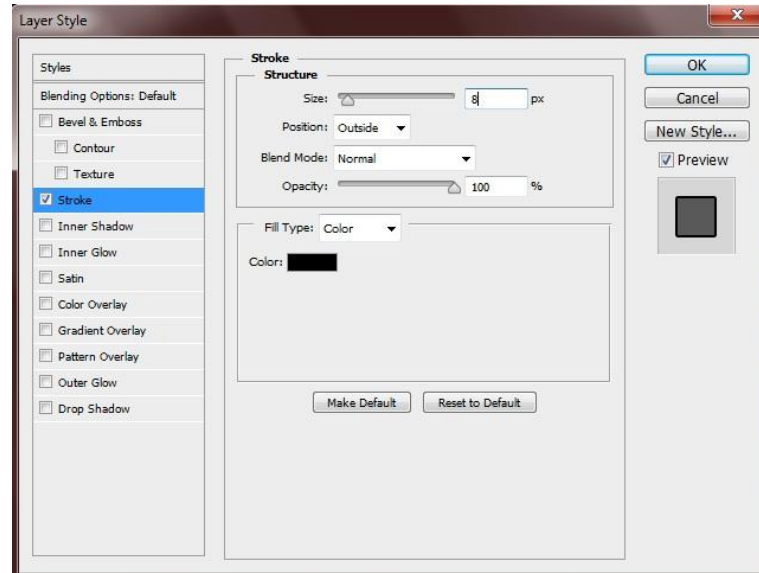 Layer Style
x
Styles
Blending Options: Default
Bevel & Emboss
Contour
Texture
Stroke
Inner Shadow
Inner Glow
Satin
Color Overlay
Gradient Overlay
Pattern Overlay
Outer Glow
Drop Shadow
Stroke
Structure
Size: 8 px
Position: Outside
Blend Mode: Normal
Opacity: 100 %
Fill Type: Color
Color:
Make Default Reset to Default
OK
Cancel
New Style...
Preview